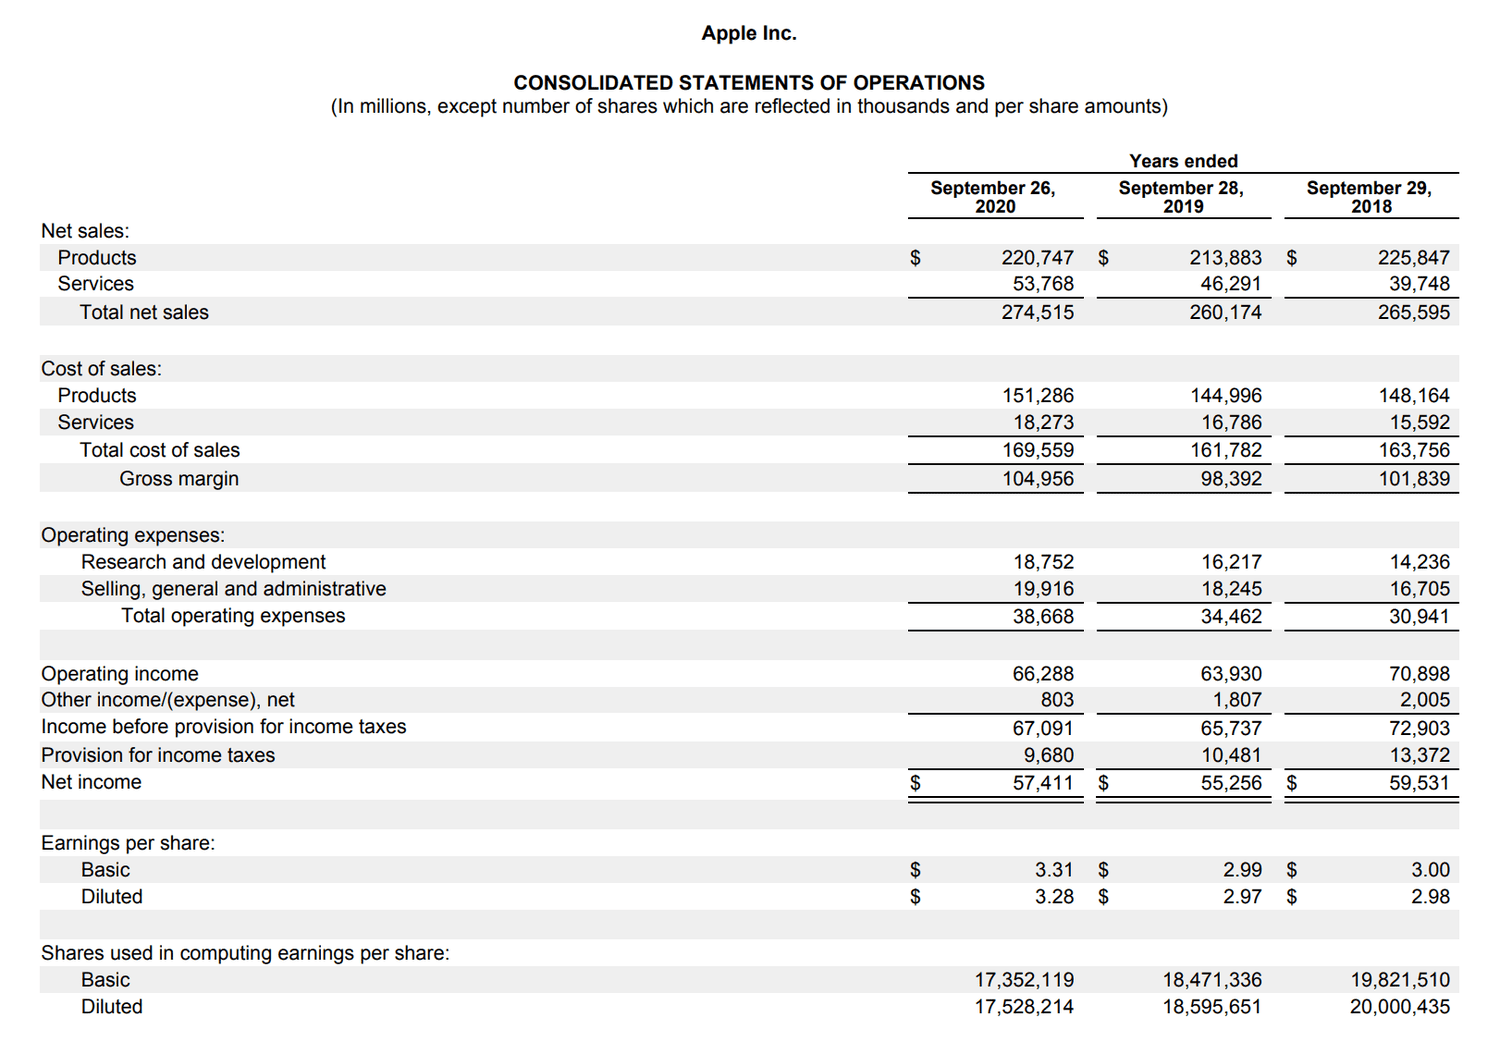 Apple Inc.
CONSOLIDATED STATEMENTS OF OPERATIONS
(In millions, except number of shares which are reflected in thousands and per share amounts)
Years ended
September 26, 2020 September 28, 2019 September 29, 2018
Net sales:
Products $ 220,747 $ 213,883 $ 225,847
Services 53,768 46,291 39,748
Total net sales 274,515 260,174 265,595
Cost of sales:
Products 151,286 144,996 148,164
Services 18,273 16,786 15,592
Total cost of sales 169,559 161,782 163,756
Gross margin 104,956 98,392 101,839
Operating expenses:
Research and development 18,752 16,217 14,236
Selling, general and administrative 19,916 18,245 16,705
Total operating expenses 38,668 34,462 30,941
Operating income 66,288 63,930 70,898
Other income/(expense), net 803 1,807 2,005
Income before provision for income taxes 67,091 65,737 72,903
Provision for income taxes 9,680 10,481 13,372
Net income $ 57,411 $ 55,256 $ 59,531
Earnings per share:
Basic $ 3.31 $ 2.99 $ 3.00
Diluted $ 3.28 $ 2.97 $ 2.98
Shares used in computing earnings per share:
Basic 17,352,119 18,471,336 19,821,510
Diluted 17,528,214 18,595,651 20,000,435